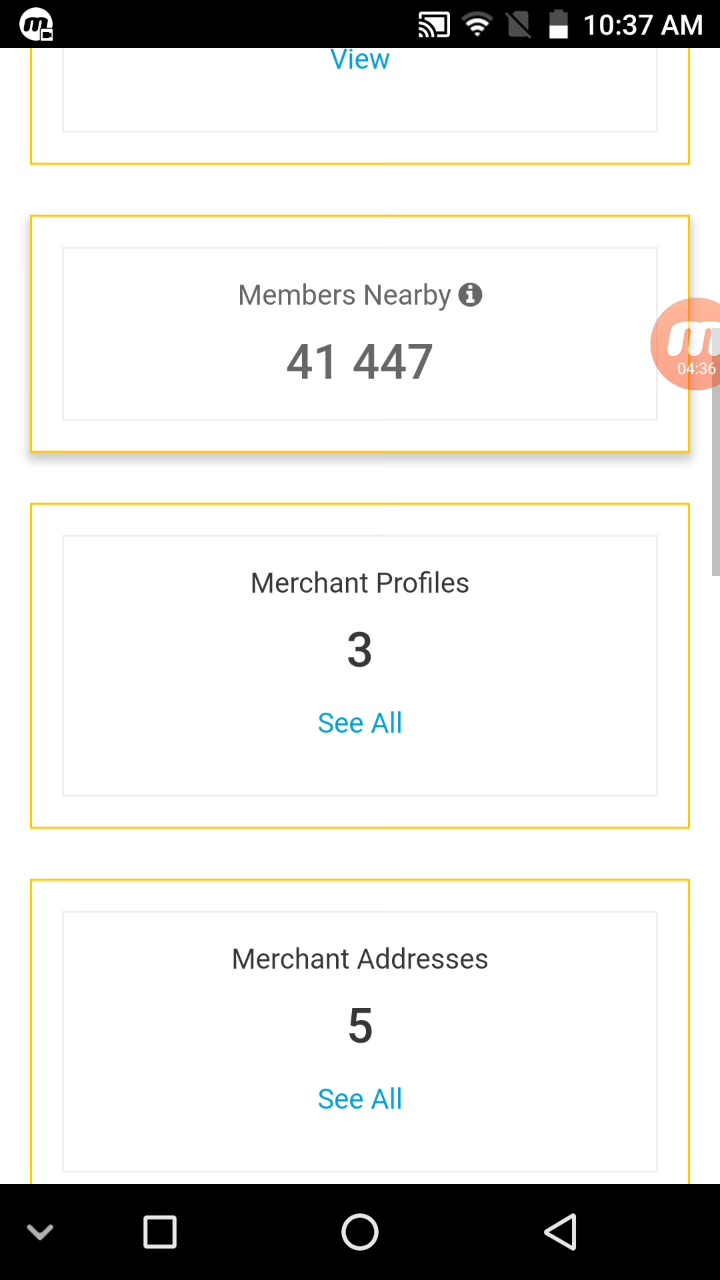 10:37 AM
View
Members Nearby
41 447
04:36
Merchant Profiles
3
See All
Merchant Addresses
5
See All